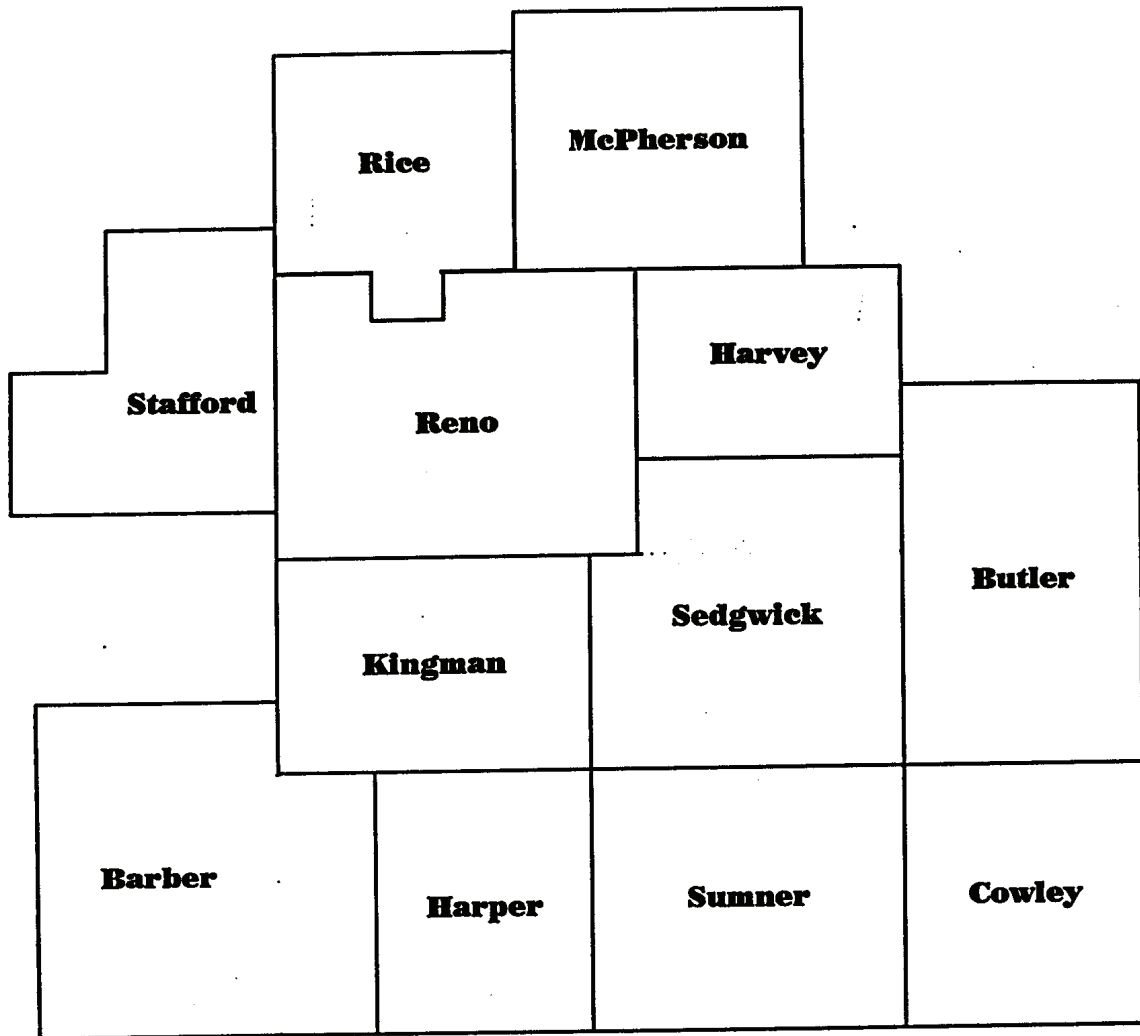 McPherson
Rice
Harvey
Stafford
Reno
Butler
Sedgwick
Kingman
Barber
Harper
Sumner
Cowley